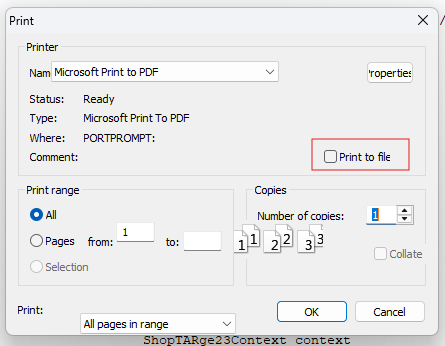 Print
Printer
Nam Microsoft Print to PDF
Properties
Status: Ready
Type: Microsoft Print To PDF
Where: PORTPROMPT:
Comment:
Print to file
Print range
All
Pages from: 1 to:
Selection
Copies
Number of copies: 1
1 1 2 2 3 3
Collate
Print: All pages in range
OK
Cancel
ShopTARge23Context context